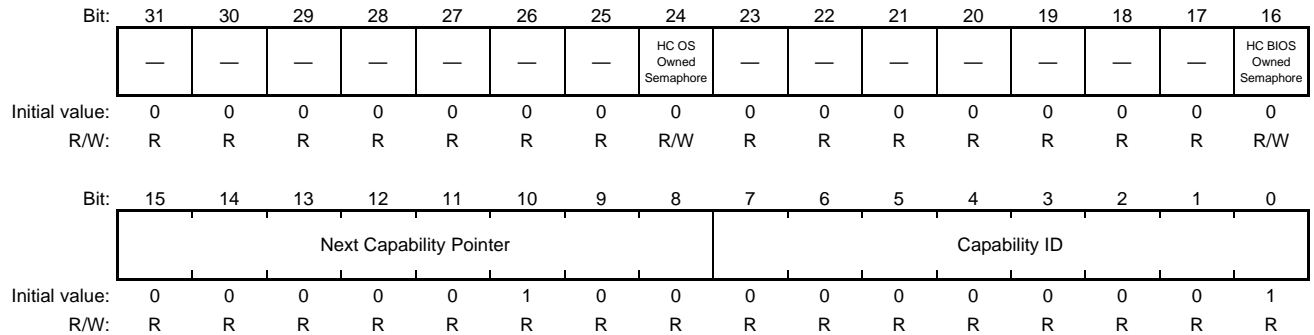 Bit: 31 30 29 28 27 26 25 24 23 22 21 20 19 18 17 16
— — — — — — — HC OS Owned Semaphore — — — — — — — HC BIOS Owned Semaphore
Initial value: 0 0 0 0 0 0 0 0 0 0 0 0 0 0 0 0
R/W: R R R R R R R R/W R R R R R R R R/W
Bit: 15 14 13 12 11 10 9 8 7 6 5 4 3 2 1 0
Next Capability Pointer Capability ID
Initial value: 0 0 0 0 0 1 0 0 0 0 0 0 0 0 0 1
R/W: R R R R R R R R R R R R R R R R